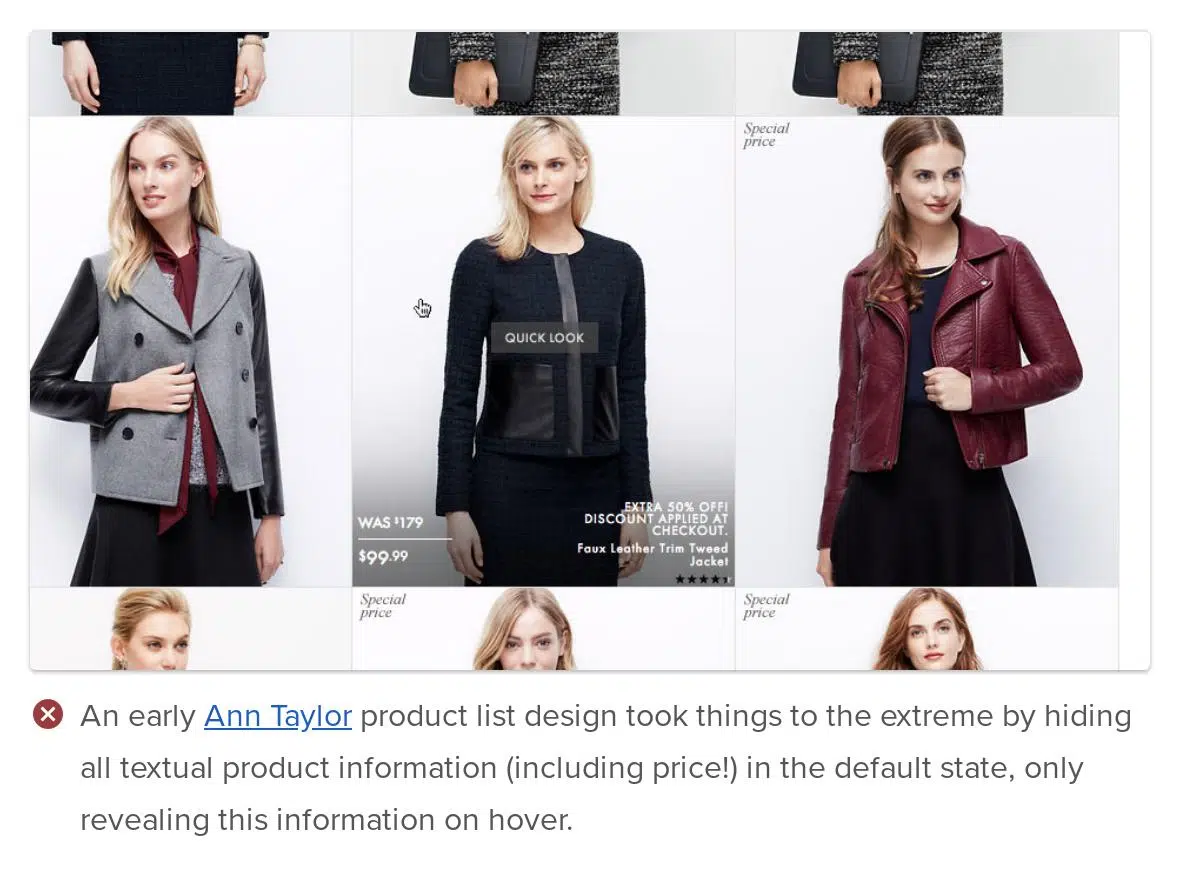 Special
price
QUICK LOOK
WAS $179
$99.99
EXTRA 50% OFF!
DISCOUNT APPLIED AT
CHECKOUT.
Faux Leather Trim Tweed
Jacket
Special
price
Special
price
An early Ann Taylor product list design took things to the extreme by hiding
all textual product information (including price!) in the default state, only
revealing this information on hover.